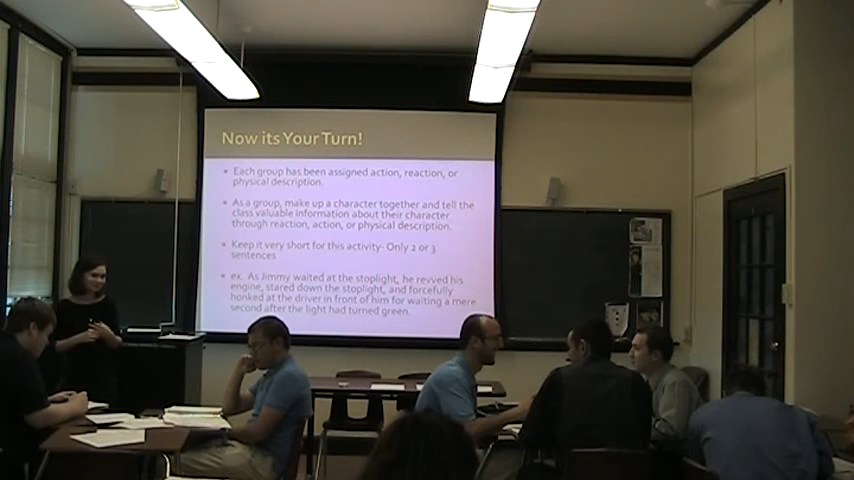 Now its Your Turn!
Each group has been assigned action, reaction, or
physical description.
As a group, make up a character together and tell the
class valuable information about their character
through reaction, action, or physical description.
Keep it very short for this activity- Only 2 or 3
sentences
ex. As Jimmy waited at the stoplight, he revved his
engine, stared down the stoplight, and forcefully
honked at the driver in front of him for waiting a mere
second after the light had turned green.